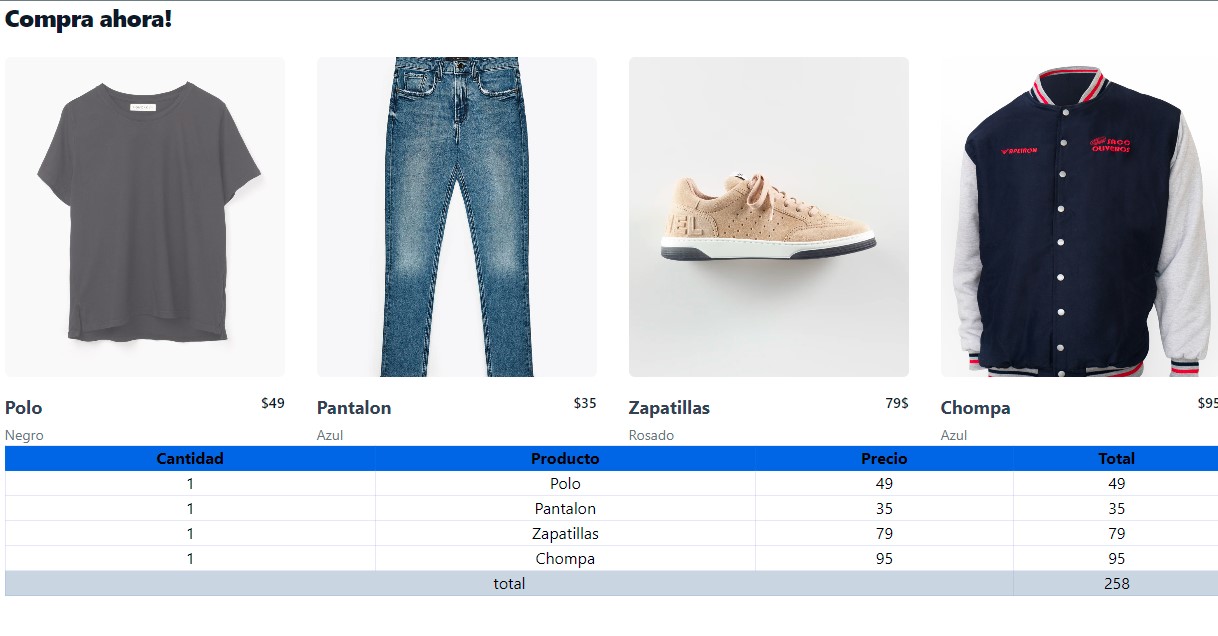 Compra ahora!
Polo $49
Negro
Pantalon $35
Azul
Zapatillas 79$
Rosado
Chompa $95
Azul
Cantidad Producto Precio Total
1 Polo 49 49
1 Pantalon 35 35
1 Zapatillas 79 79
1 Chompa 95 95
total 258